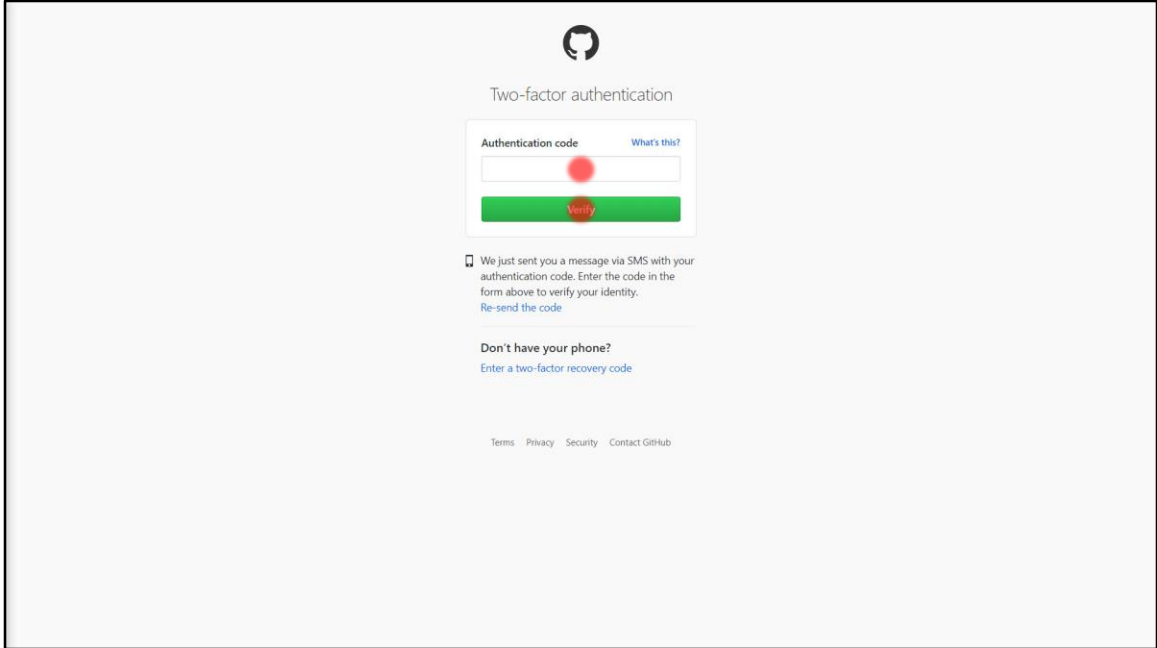 Two-factor authentication
Authentication code What's this?
Verify
We just sent you a message via SMS with your
authentication code. Enter the code in the
form above to verify your identity.
Re-send the code
Don't have your phone?
Enter a two-factor recovery code
Terms Privacy Security Contact GitHub